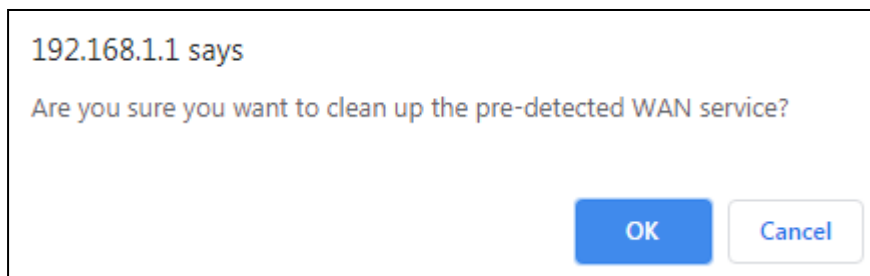 192.168.1.1 says
Are you sure you want to clean up the pre-detected WAN service?
OK
Cancel